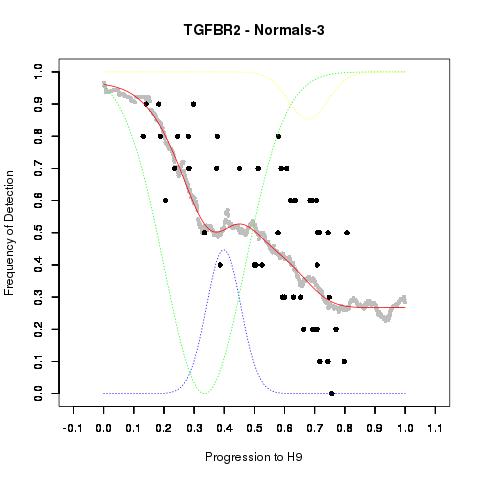 TGFBR2 - Normals-3
1.0
0.9
0.8
0.7
0.6
0.5
0.4
0.3
0.2
0.1
0.0
Frequency of Detection
-0.1 0.0 0.1 0.2 0.3 0.4 0.5 0.6 0.7 0.8 0.9 1.0 1.1
Progression to H9